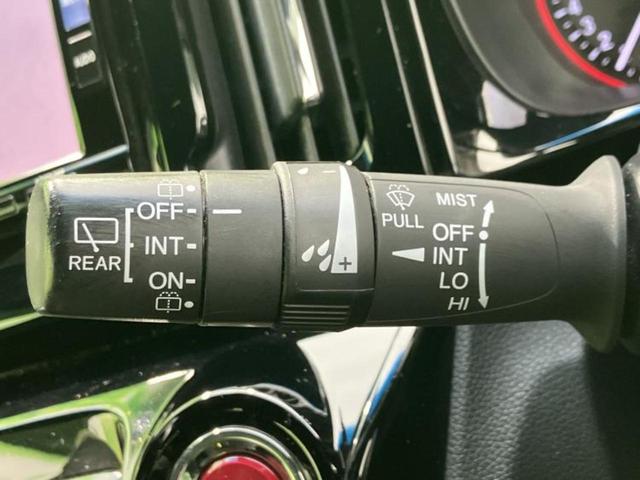 OFF
INT
REAR
ON
- 
+
PULL
MIST
OFF
INT
LO
HI